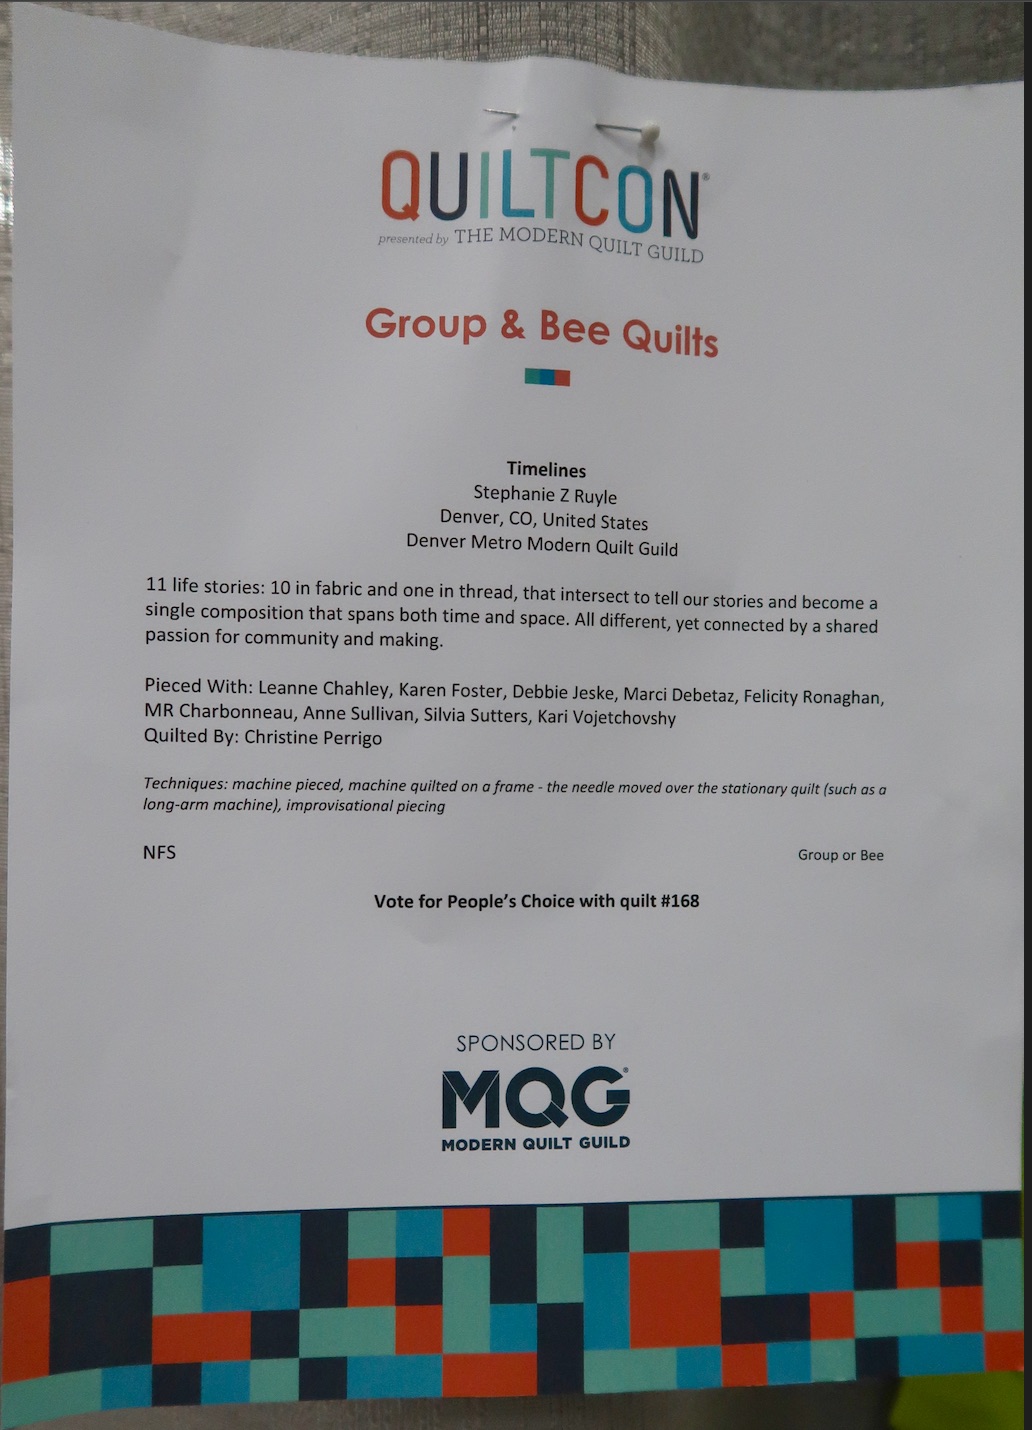 QUILTCON®
presented by THE MODERN QUILT GUILD
Group & Bee Quilts
Timelines
Stephanie Z Ruyle
Denver, CO, United States
Denver Metro Modern Quilt Guild
11 life stories: 10 in fabric and one in thread, that intersect to tell our stories and become a
single composition that spans both time and space. All different, yet connected by a shared
passion for community and making.
Pieced With: Leanne Chahley, Karen Foster, Debbie Jeske, Marci Debetaz, Felicity Ronaghan,
MR Charbonneau, Anne Sullivan, Silvia Sutters, Kari Vojetchovshy
Quilted By: Christine Perrigo
Techniques: machine pieced, machine quilted on a frame - the needle moved over the stationary quilt (such as a
long-arm machine), improvisational piecing
NFS
Group or Bee
Vote for People's Choice with quilt #168
SPONSORED BY
MQG®
MODERN QUILT GUILD